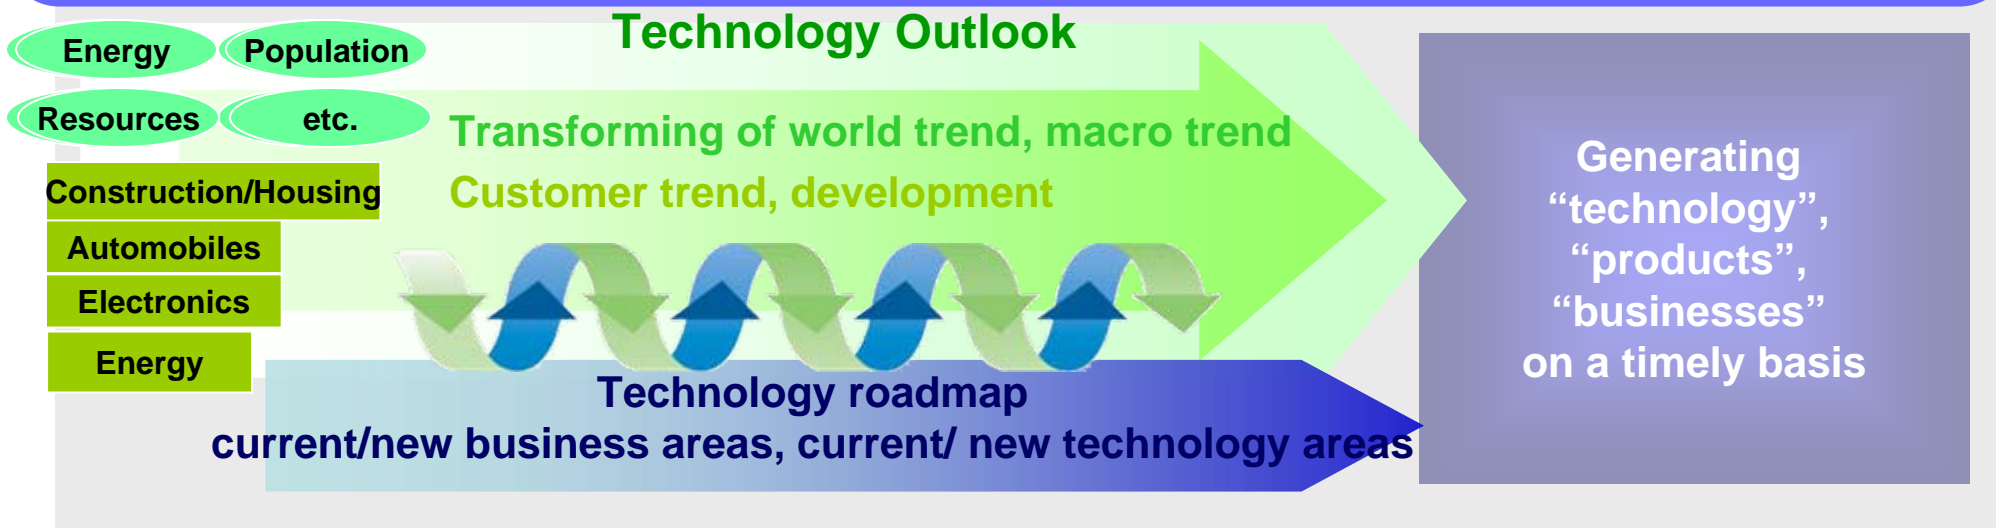 Technology Outlook
Energy
Population
Resources
etc.
Transforming of world trend, macro trend
Customer trend, development
Construction/Housing
Automobiles
Electronics
Energy
Technology roadmap
current/new business areas, current/ new technology areas
Generating
“technology”,
“products”,
“businesses”
on a timely basis